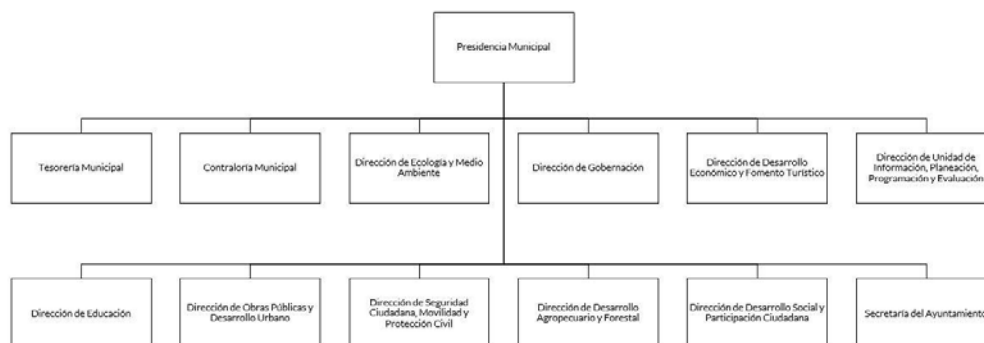 Presidencia Municipal
Tesorería Municipal
Contraloría Municipal
Dirección de Ecología y Medio
Ambiente
Dirección de Gobernación
Dirección de Desarrollo
Económico y Fomento Turístico
Dirección de Unidad de
Información, Planeación,
Programación y Evaluación
Dirección de Educación
Dirección de Obras Públicas y
Desarrollo Urbano
Dirección de Seguridad
Ciudadana, Movilidad y
Protección Civil
Dirección de Desarrollo
Agropecuario y Forestal
Dirección de Desarrollo Social y
Participación Ciudadana
Secretaría del Ayuntamiento